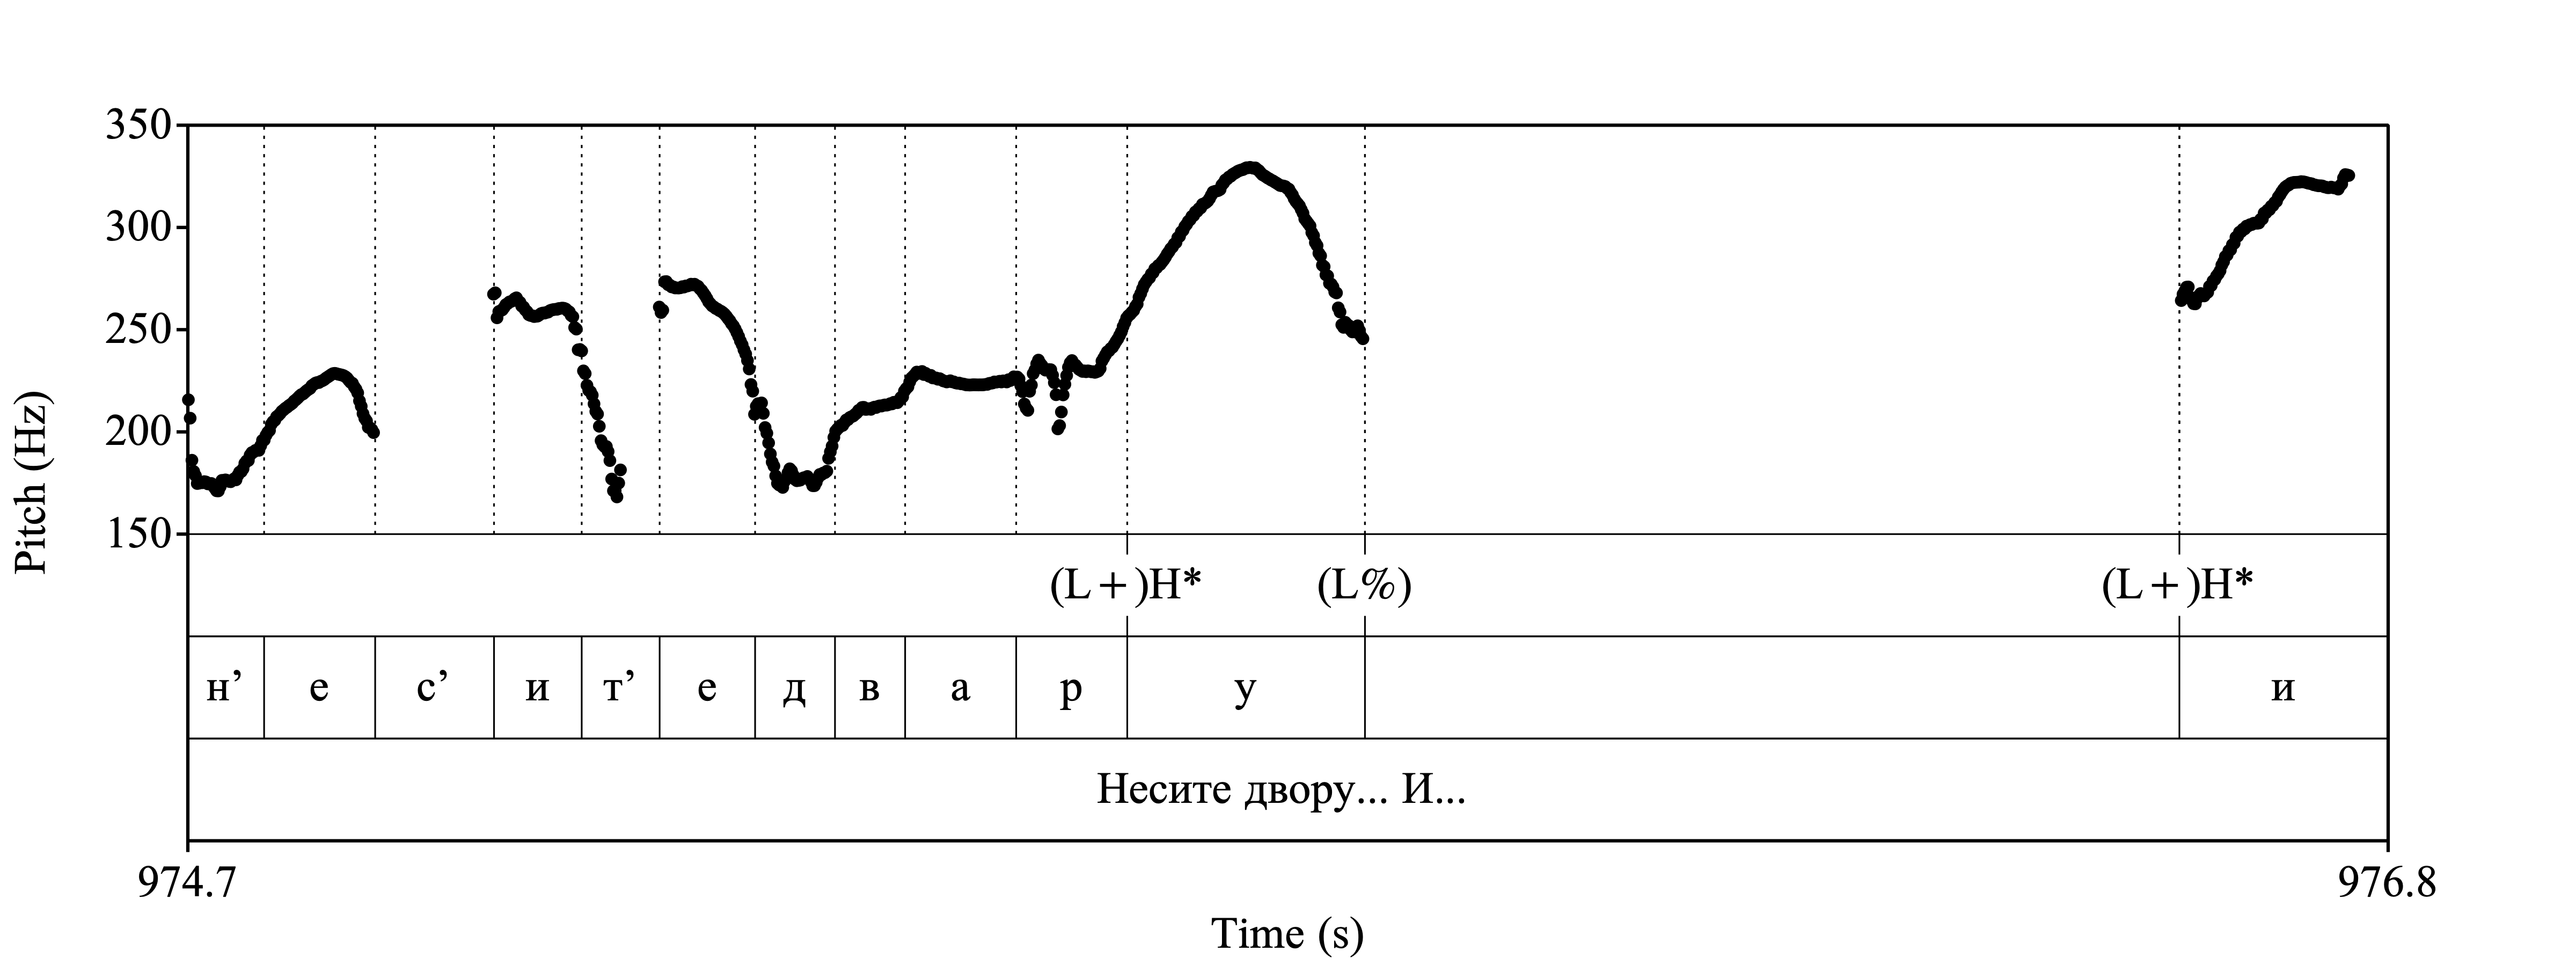 350
300
250
200
150
Pitch (Hz)
(L+)H* (L%) (L+)H*
н’ е с’ и т’ е д в а р у и
Несите двору... И...
974.7 976.8
Time (s)